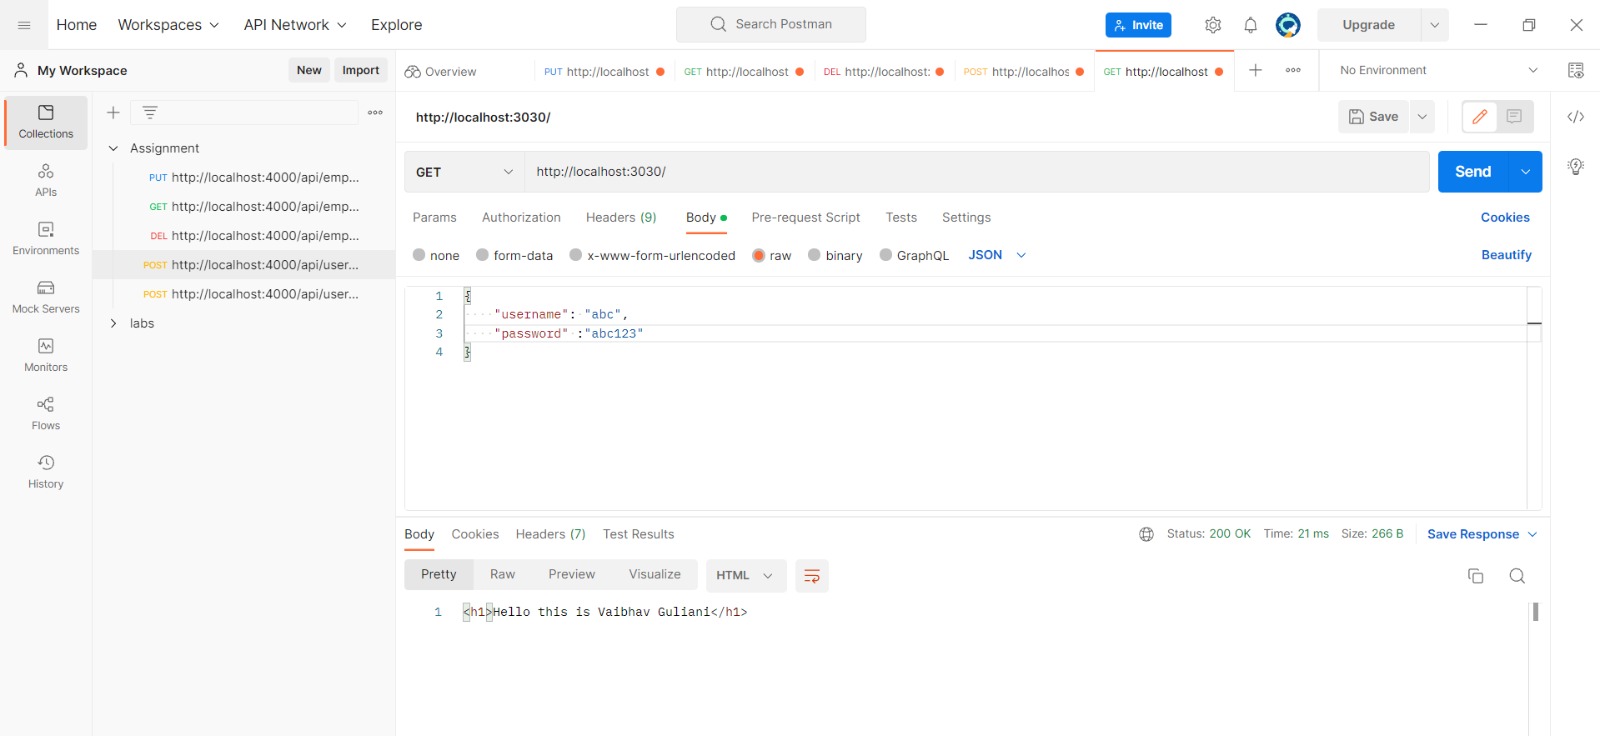 Home Workspaces API Network Explore Search Postman Invite Upgrade
My Workspace New Import Overview PUT http://localhost GET http://localhost DEL http://localhost: POST http://localhos GET http://localhost No Environment
Collections
APIs
Environments
Mock Servers
Monitors
Flows
History
Assignment
PUT http://localhost:4000/api/emp...
GET http://localhost:4000/api/emp...
DEL http://localhost:4000/api/emp...
POST http://localhost:4000/api/user...
POST http://localhost:4000/api/user...
labs
http://localhost:3030/ Save
GET http://localhost:3030/ Send
Params Authorization Headers (9) Body Pre-request Script Tests Settings Cookies
none form-data x-www-form-urlencoded raw binary GraphQL JSON Beautify
1 {
2 "username": "abc",
3 "password" :"abc123"
4 }
Body Cookies Headers (7) Test Results Status: 200 OK Time: 21 ms Size: 266 B Save Response
Pretty Raw Preview Visualize HTML
1 <h1>Hello this is Vaibhav Guliani</h1>